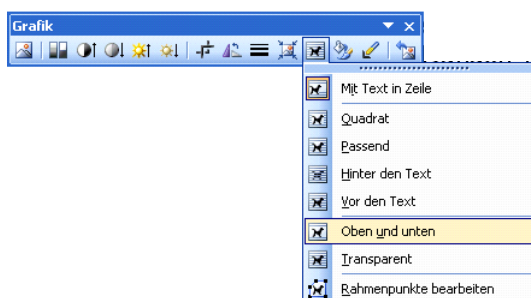 Grafik
Mit Text in Zeile
Quadrat
Passend
Hinter den Text
Vor den Text
Oben und unten
Transparent
Rahmenpunkte bearbeiten